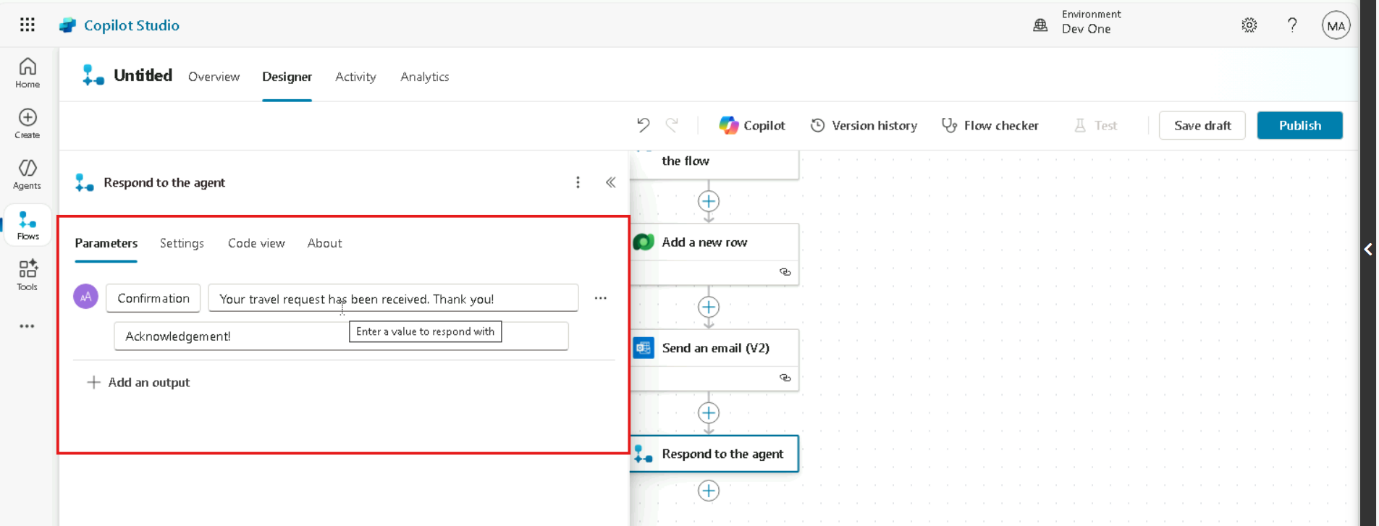 Copilot Studio
Environment
Dev One
?
MA
Home
Create
Agents
Flows
Tools
Untitled
Overview
Designer
Activity
Analytics
Copilot
Version history
Flow checker
Test
Save draft
Publish
Respond to the agent
Parameters
Settings
Code view
About
AA
Confirmation
Your travel request has been received. Thank you!
Acknowledgement!
Enter a value to respond with
Add an output
the flow
Add a new row
Send an email (V2)
Respond to the agent